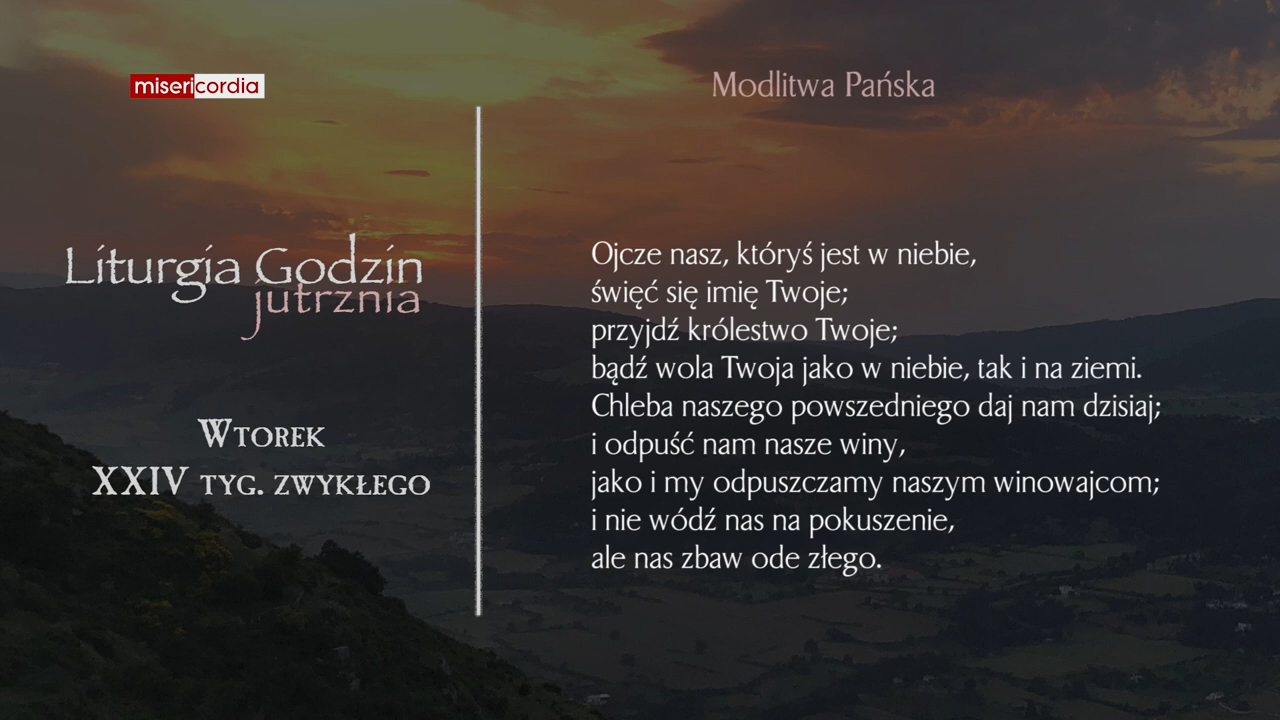 misericordia
Liturgia Godzin
jutrznia
Wtorek
XXIV tyg. zwykłego
Modlitwa Pańska
Ojcze nasz, któryś jest w niebie,
święć się imię Twoje;
przyjdź królestwo Twoje;
bądź wola Twoja jako w niebie, tak i na ziemi.
Chleba naszego powszedniego daj nam dzisiaj;
i odpuść nam nasze winy,
jako i my odpuszczamy naszym winowajcom;
i nie wódź nas na pokuszenie,
ale nas zbaw ode złego.